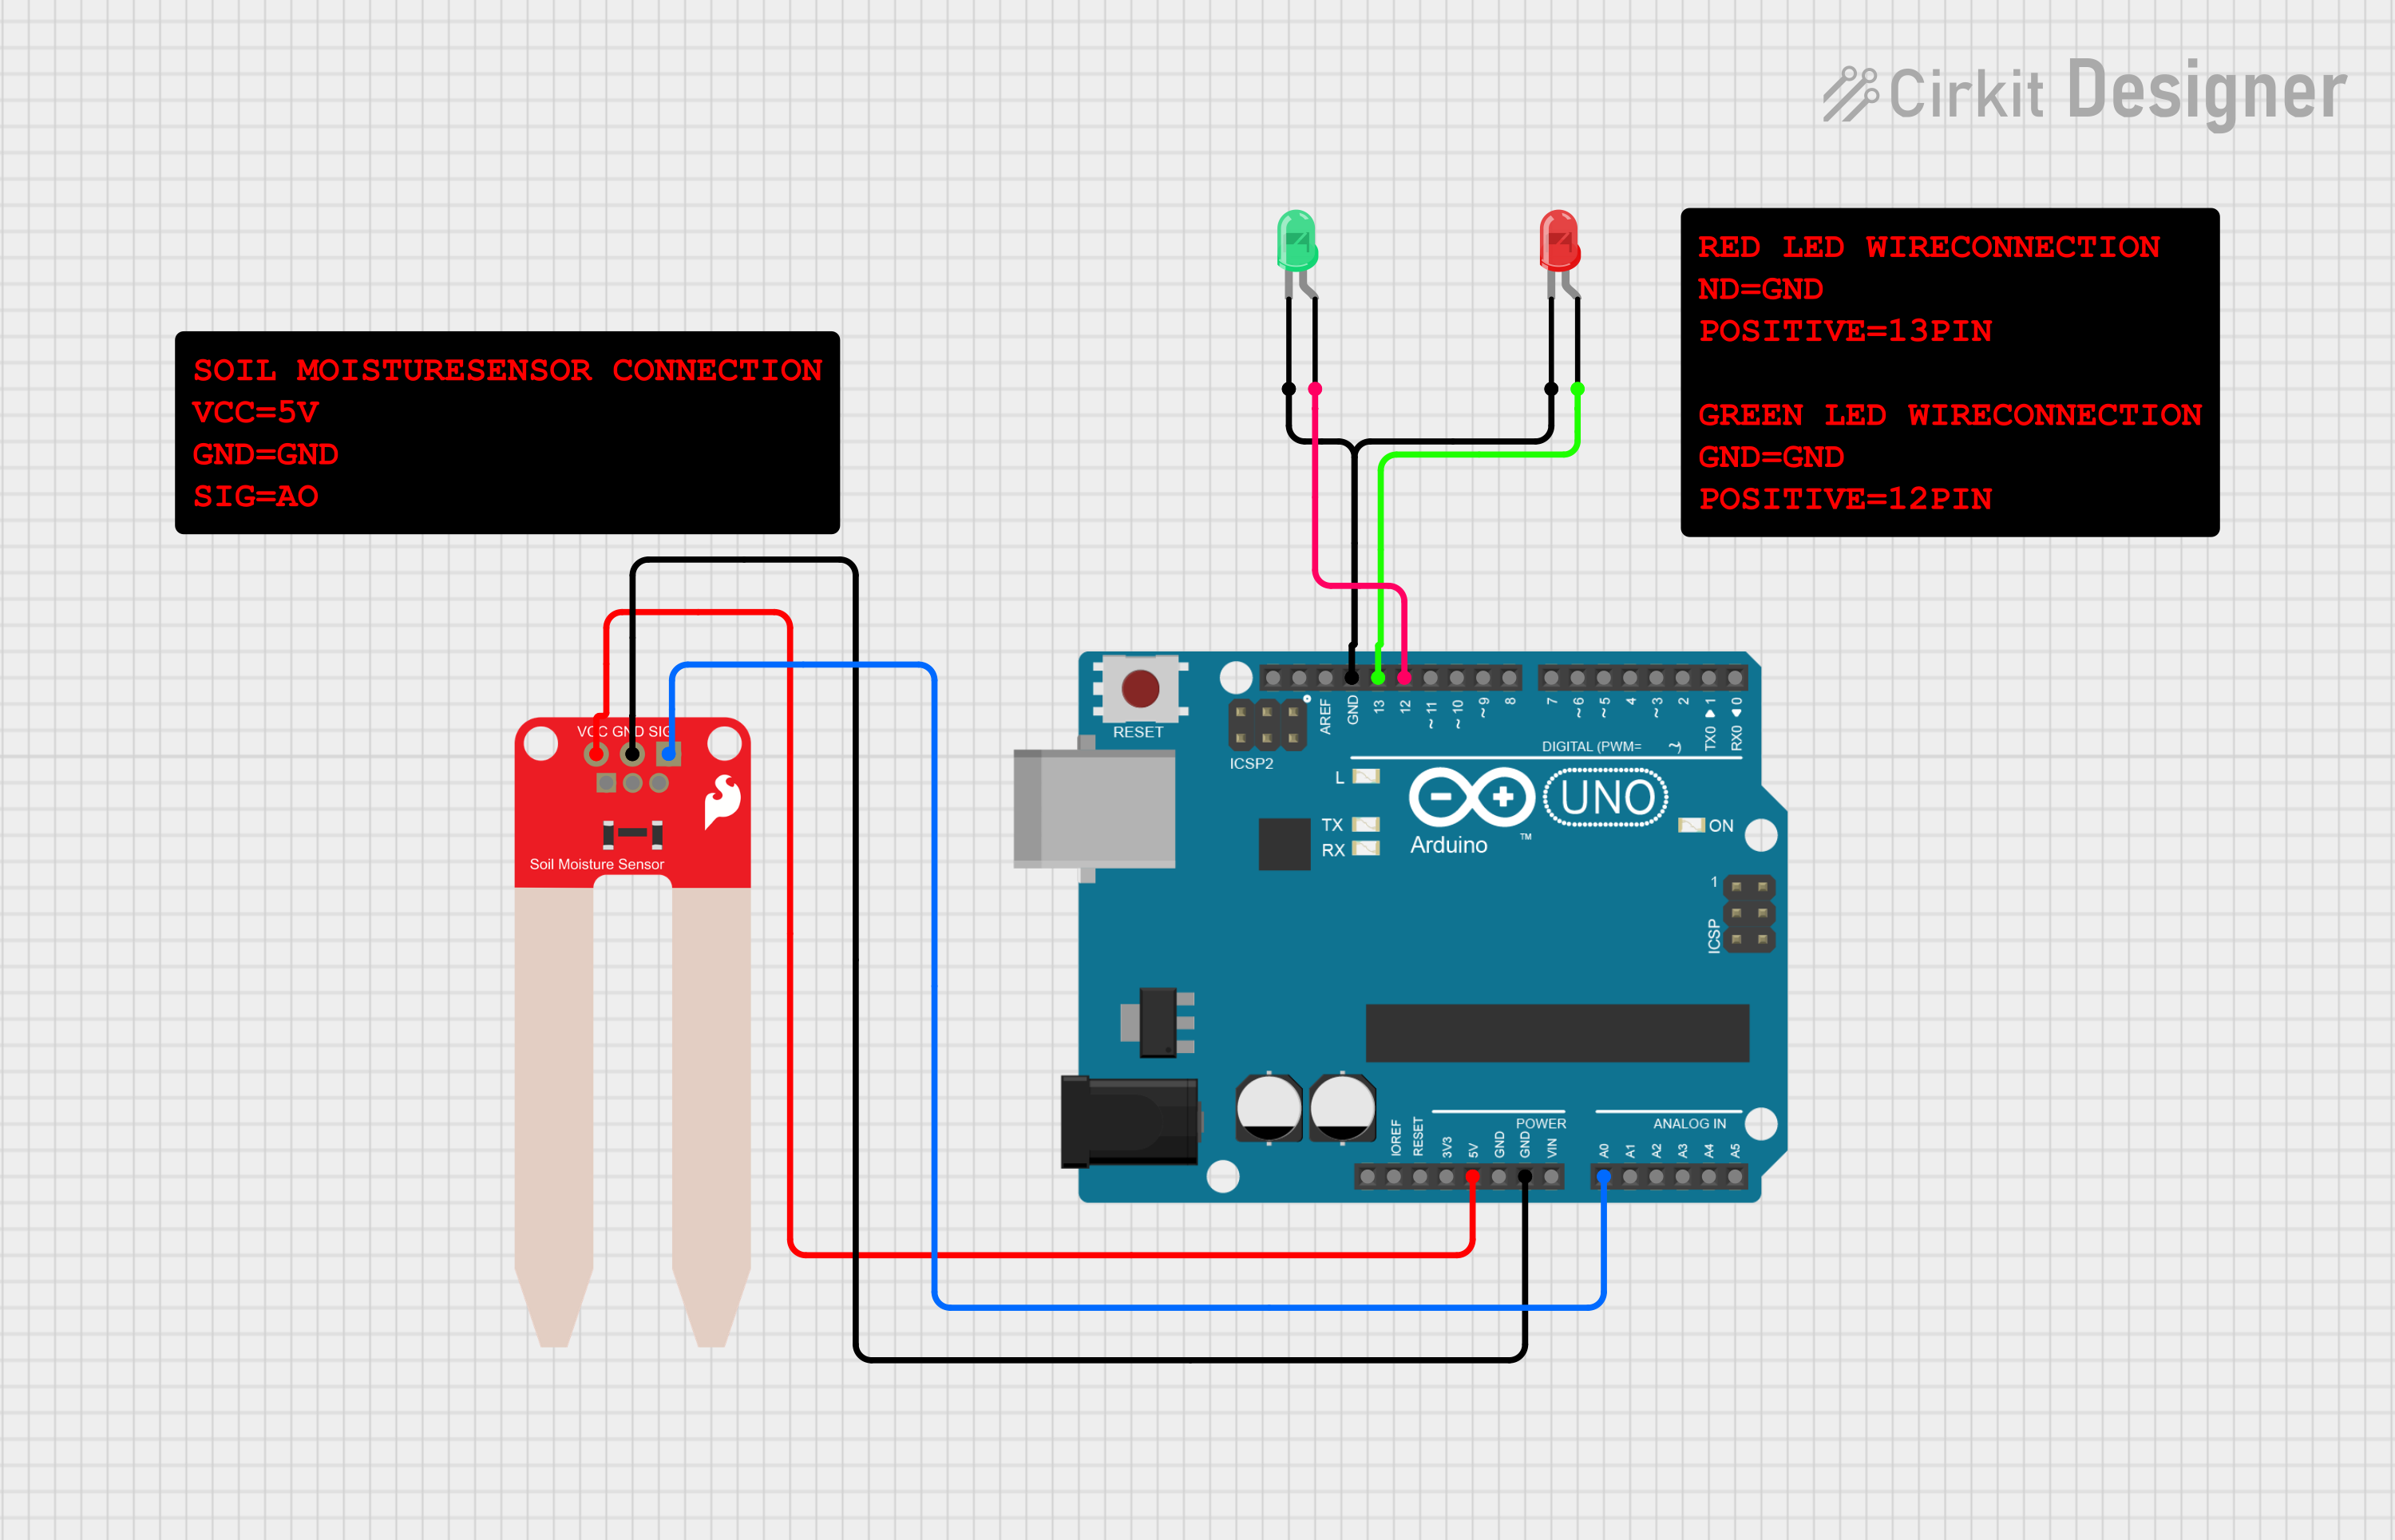 Cirkit Designer
RED LED WIRECONNECTION
ND=GND
POSITIVE=13PIN
GREEN LED WIRECONNECTION
GND=GND
POSITIVE=12PIN
SOIL MOISTURESENSOR CONNECTION
VCC=5V
GND=GND
SIG=AO
VCC GND SIG
Soil Moisture Sensor
RESET
ICSP2
AREF
GND
13
12
~11
~10
~9
8
7
~6
~5
4
~3
2
TX0 ▶ 1
RX0 ◀ 0
DIGITAL (PWM= ~)
L
TX
RX
UNO
Arduino
™
ON
1
ICSP
POWER
ANALOG IN
IOREF
RESET
3V3
5V
GND
GND
VIN
A0
A1
A2
A3
A4
A5